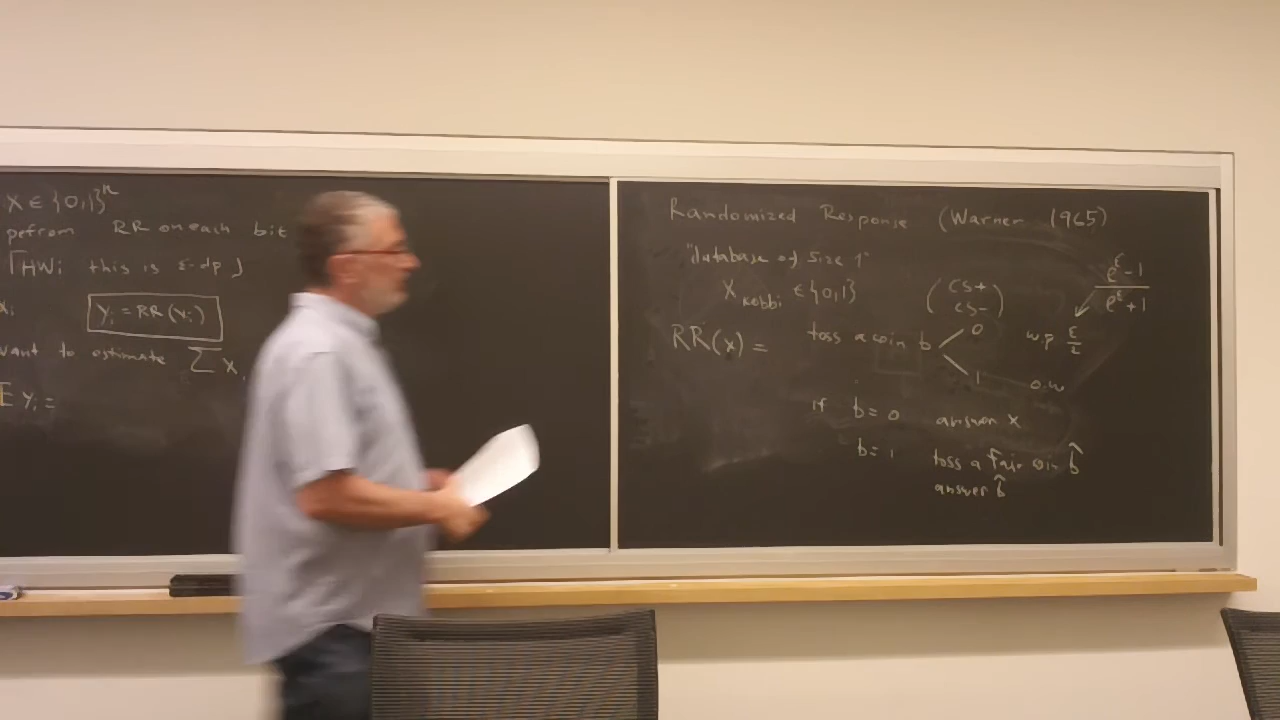 X ∈ {0,1}^n
pefrom RR on each bit
[HW: this is ε-dp]
x_i
Y_i = RR(x_i)
want to estimate ∑ x_i
E Y_i =
Randomized Response (Warner 1965)
"Database of Size 1"
X_Kobbi ∈ {0,1}
(CS+
CS-)
e^ε-1
e^ε+1
RR(x) = toss a coin b
0 w.p ε/2
1 o.w
if b = 0 answer x
b = 1 toss a fair coin b̂
answer b̂